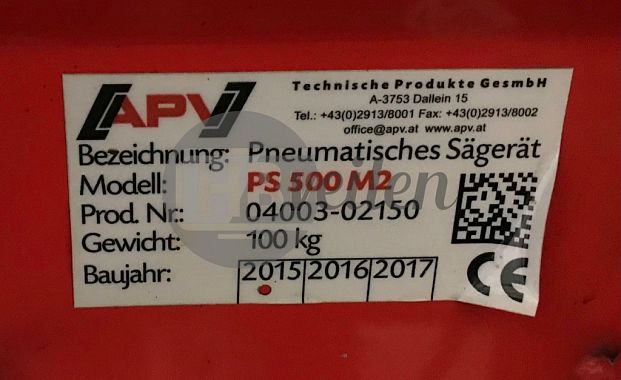 APV
Technische Produkte GesmbH
A-3753 Dallein 15
Tel.: +43(0)2913/8001 Fax: +43(0)2913/8002
office@apv.at www.apv.at
Bezeichnung: Pneumatisches Sägerät
Modell: PS 500 M2
Prod. Nr.: 04003-02150
Gewicht: 100 kg
Baujahr: 2015 2016 2017
CE